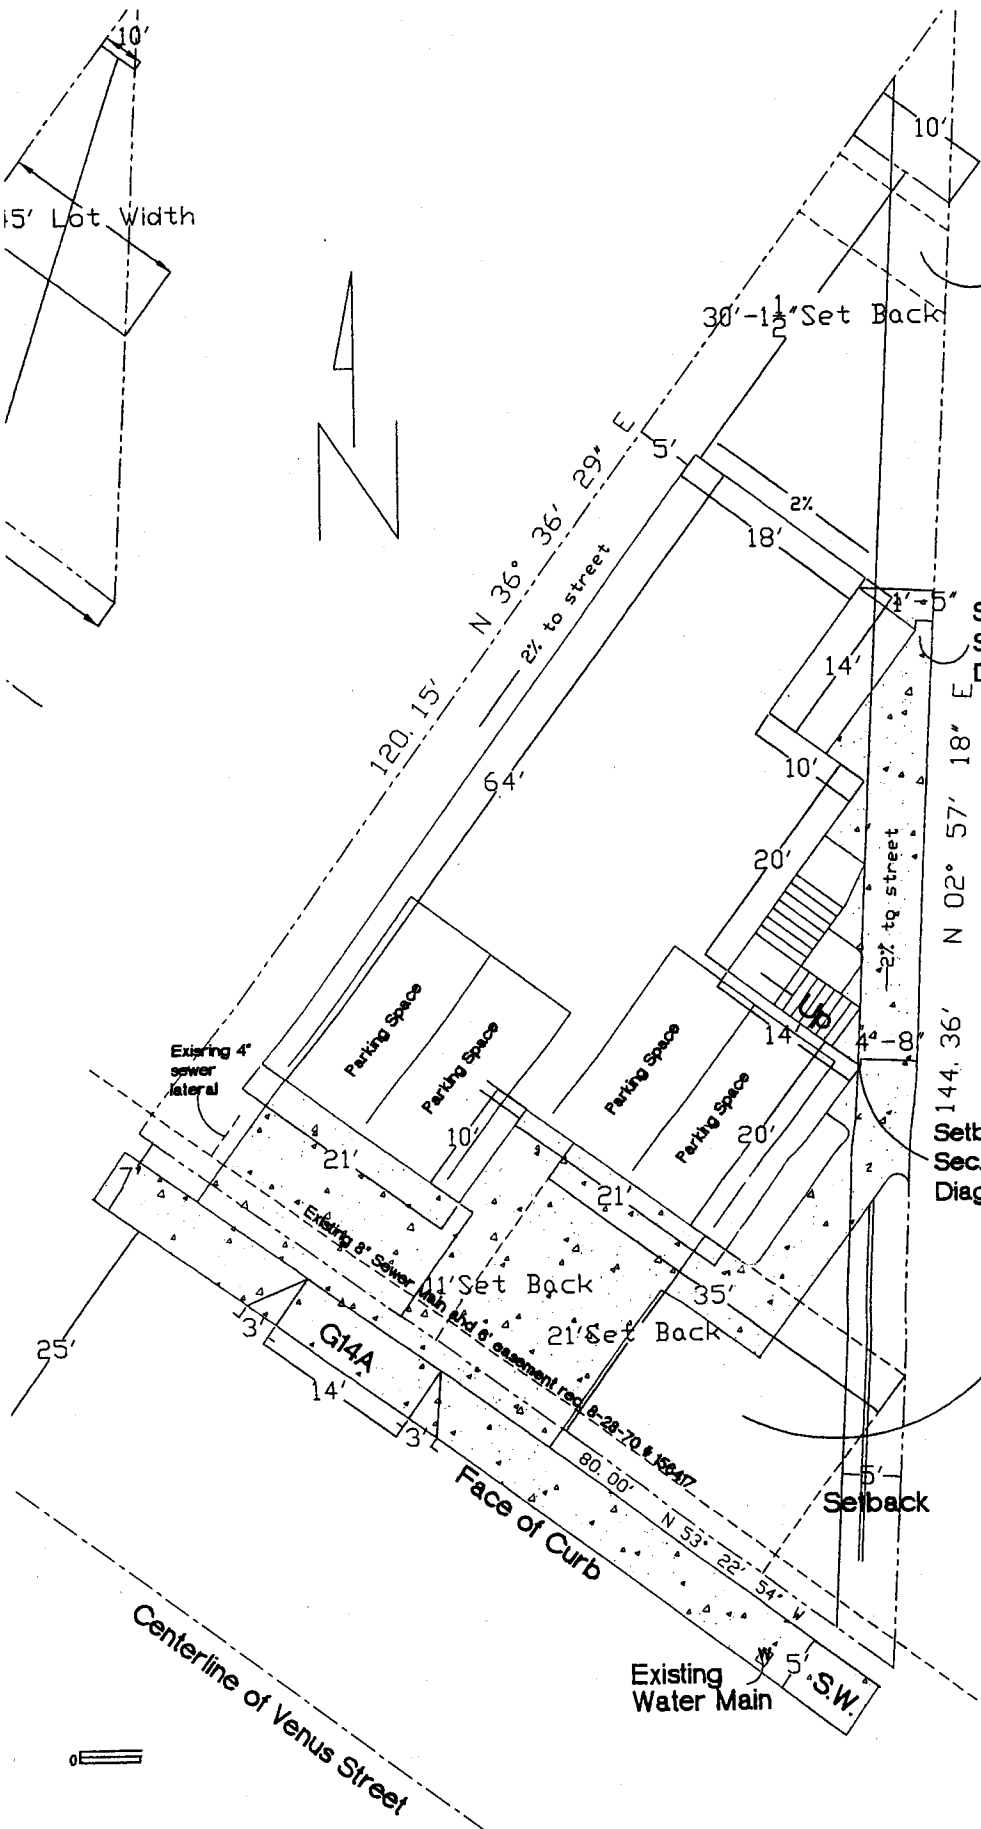 10'
10'
Lot Width
30'-1½" Set Back
N 36° 36' 29" E
5'
2%
18'
2% to street
1'-5"
14'
120.15'
64'
10'
20'
2% to street
N 02° 57' 18" E
144.36'
Parking Space
Parking Space
Parking Space
Parking Space
Up
14'
4'-8"
Existing 4"
sewer
lateral
10'
20'
21'
21'
7'
Sec.
Existing 8" Sewer Main and 6' easement rec. 8-28-70 # 156417
11' Set Back
35'
21' Set Back
25'
3'
G14A
14'
3'
5'
Setback
80.00'
N 53° 22' 54" W
Face of Curb
Centerline of Venus Street
W
5'
S.W.
Existing
Water Main
0